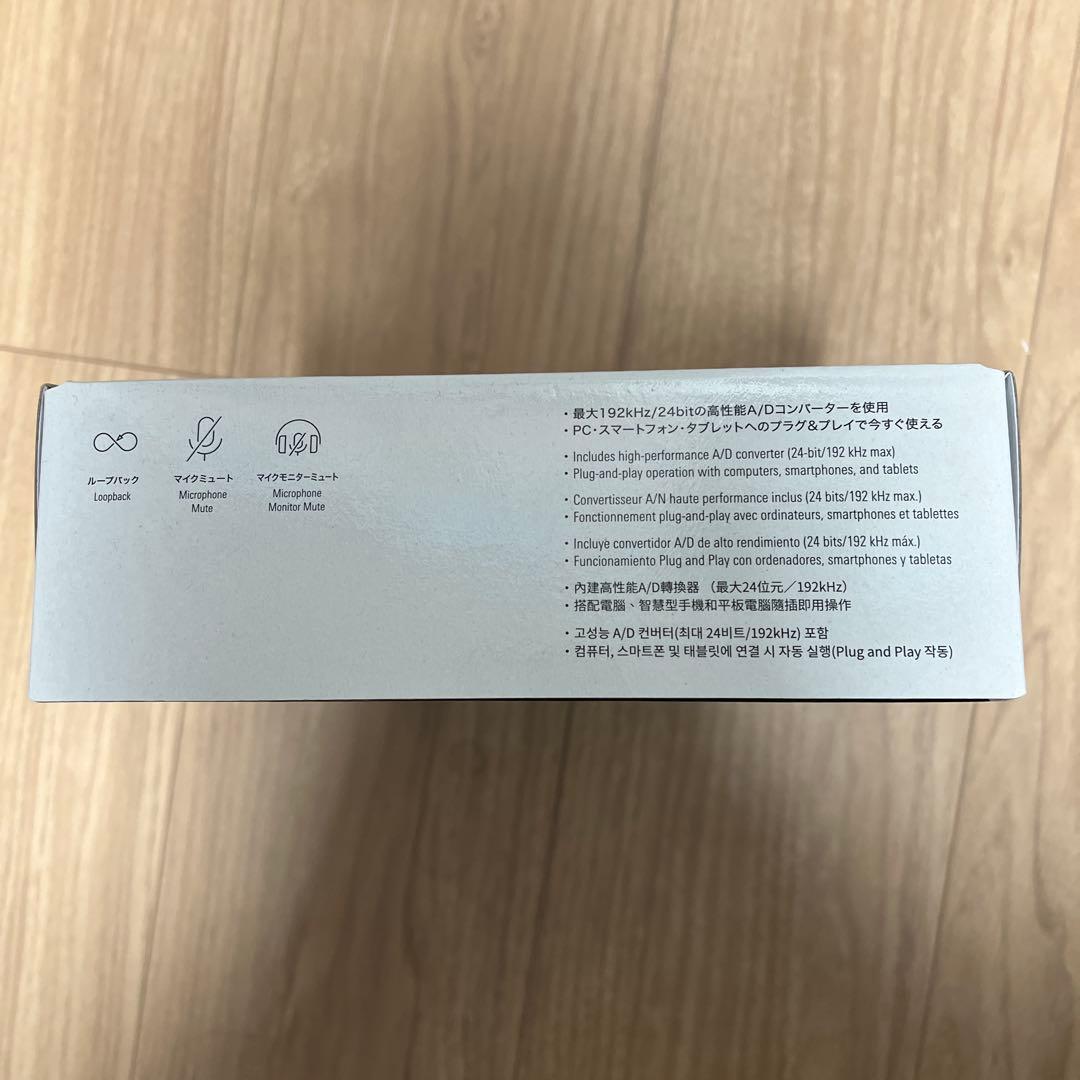 ループバック
Loopback
マイクミュート
Microphone
Mute
マイクモニターミュート
Microphone
Monitor Mute
・最大192kHz/24bitの高性能A/Dコンバーターを使用
・PC・スマートフォン・タブレットへのプラグ&プレイで今すぐ使える
• Includes high-performance A/D converter (24-bit/192 kHz max)
• Plug-and-play operation with computers, smartphones, and tablets
• Convertisseur A/N haute performance inclus (24 bits/192 kHz max.)
• Fonctionnement plug-and-play avec ordinateurs, smartphones et tablettes
• Incluye convertidor A/D de alto rendimiento (24 bits/192 kHz máx.)
• Funcionamiento Plug and Play con ordenadores, smartphones y tabletas
・內建高性能A/D轉換器 （最大24位元／192kHz）
・搭配電腦、智慧型手機和平板電腦隨插即用操作
・고성능 A/D 컨버터(최대 24비트/192kHz) 포함
・컴퓨터, 스마트폰 및 태블릿에 연결 시 자동 실행(Plug and Play 작동)